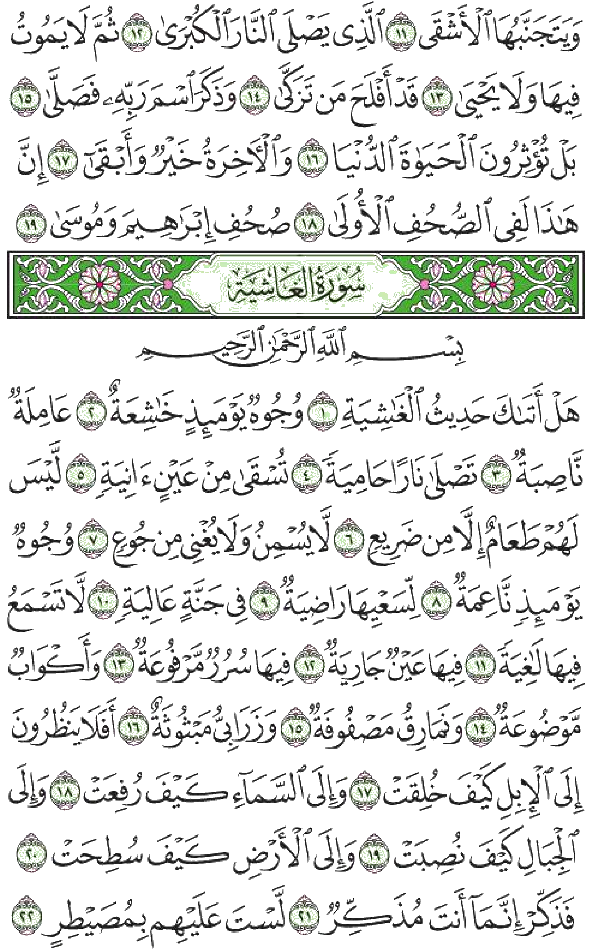 وَيَتَجَنَّبُهَا ٱلْأَشْقَى ١١ ٱلَّذِى يَصْلَى ٱلنَّارَ ٱلْكُبْرَىٰ ١٢ ثُمَّ لَا يَمُوتُ
فِيهَا وَلَا يَحْيَىٰ ١٣ قَدْ أَفْلَحَ مَن تَزَكَّىٰ ١٤ وَذَكَرَ ٱسْمَ رَبِّهِۦ فَصَلَّىٰ ١٥
بَلْ تُؤْثِرُونَ ٱلْحَيَوٰةَ ٱلدُّنْيَا ١٦ وَٱلْـَٔاخِرَةُ خَيْرٌ وَأَبْقَىٰٓ ١٧ إِنَّ
هَـٰذَا لَفِى ٱلصُّحُفِ ٱلْأُولَىٰ ١٨ صُحُفِ إِبْرَٰهِيمَ وَمُوسَىٰ ١٩
سُورَةُ الغَاشِيَةِ
بِسْمِ ٱللَّهِ ٱلرَّحْمَـٰنِ ٱلرَّحِيمِ
هَلْ أَتَىٰكَ حَدِيثُ ٱلْغَـٰشِيَةِ ١ وُجُوهٌ يَوْمَئِذٍ خَـٰشِعَةٌ ٢ عَامِلَةٌ
نَّاصِبَةٌ ٣ تَصْلَىٰ نَارًا حَامِيَةً ٤ تُسْقَىٰ مِنْ عَيْنٍ ءَانِيَةٍ ٥ لَّيْسَ
لَهُمْ طَعَامٌ إِلَّا مِن ضَرِيعٍ ٦ لَّا يُسْمِنُ وَلَا يُغْنِى مِن جُوعٍ ٧ وُجُوهٌ
يَوْمَئِذٍ نَّاعِمَةٌ ٨ لِّسَعْيِهَا رَاضِيَةٌ ٩ فِى جَنَّةٍ عَالِيَةٍ ١٠ لَّا تَسْمَعُ
فِيهَا لَـٰغِيَةً ١١ فِيهَا عَيْنٌ جَارِيَةٌ ١٢ فِيهَا سُرُرٌ مَّرْفُوعَةٌ ١٣ وَأَكْوَابٌ
مَّوْضُوعَةٌ ١٤ وَنَمَارِقُ مَصْفُوفَةٌ ١٥ وَزَرَابِىُّ مَبْثُوثَةٌ ١٦ أَفَلَا يَنظُرُونَ
إِلَى ٱلْإِبِلِ كَيْفَ خُلِقَتْ ١٧ وَإِلَى ٱلسَّمَآءِ كَيْفَ رُفِعَتْ ١٨ وَإِلَى
ٱلْجِبَالِ كَيْفَ نُصِبَتْ ١٩ وَإِلَى ٱلْأَرْضِ كَيْفَ سُطِحَتْ ٢٠
فَذَكِّرْ إِنَّمَآ أَنتَ مُذَكِّرٌ ٢١ لَّسْتَ عَلَيْهِم بِمُصَيْطِرٍ ٢٢